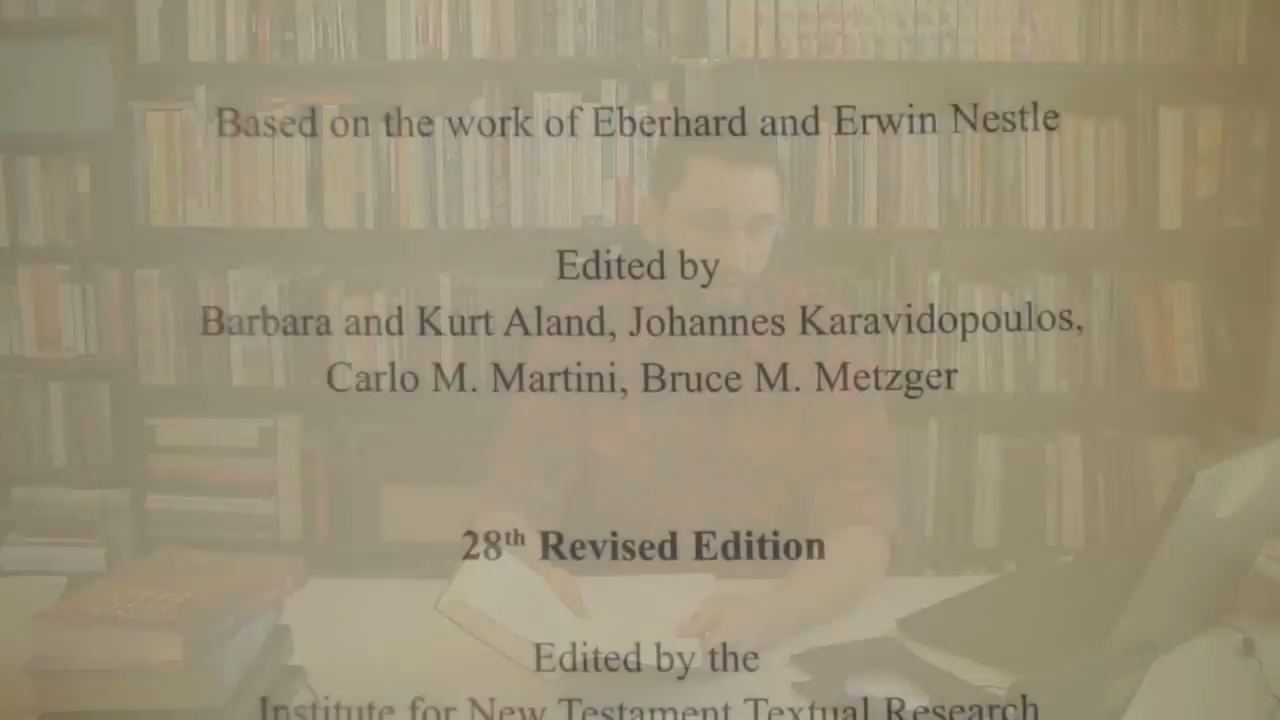 Based on the work of Eberhard and Erwin Nestle
Edited by
Barbara and Kurt Aland, Johannes Karavidopoulos,
Carlo M. Martini, Bruce M. Metzger
28th Revised Edition
Edited by the
Institute for New Testament Textual Research